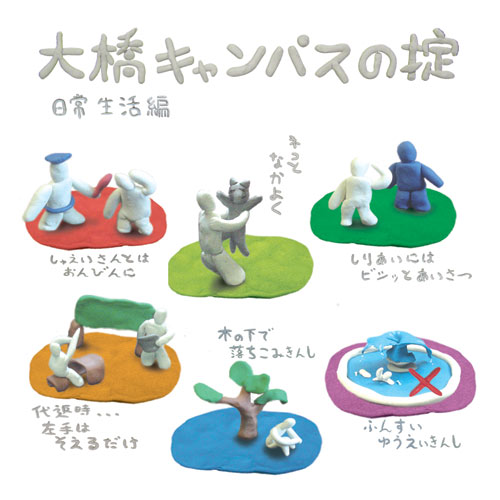 大橋キャンパスの掟
日常生活編
しゅえいさんとは
おんびんに
ねこと
なかよく
しりあいには
ビシッとあいさつ
代返時...
左手は
そえるだけ
木の下で
落ちこみきんし
ふんすい
ゆうえいきんし